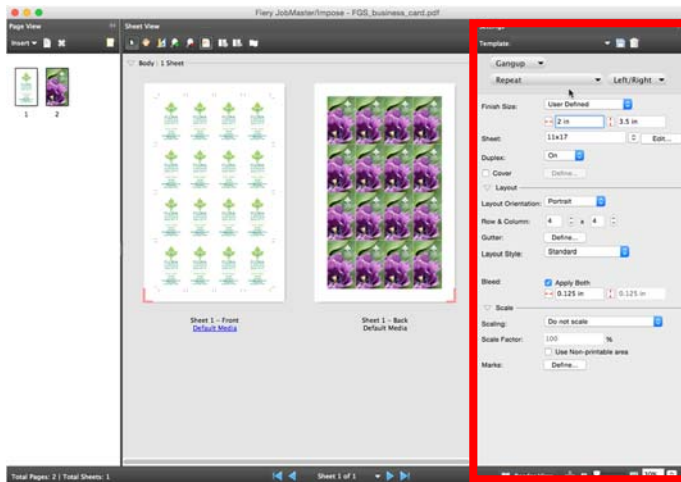 Fiery JobMaster/Impose - FGS_business_card.pdf
Page View
Sheet View
Settings
Insert
Template:
Body : 1 Sheet
Gangup
Repeat
Left/Right
1
2
Finish Size:
User Defined
2 in
3.5 in
Sheet:
11x17
Edit...
Duplex:
On
Cover
Define...
Layout
Layout Orientation:
Portrait
Row & Column:
4
x
4
Gutter:
Define...
Layout Style:
Standard
Bleed:
Apply Both
0.125 in
0.125 in
Scale
Scaling:
Do not scale
Scale Factor:
100
%
Use Non-printable area
Marks:
Define...
Sheet 1 - Front
Default Media
Sheet 1 - Back
Default Media
Total Pages: 2 | Total Sheets: 1
Sheet 1 of 1